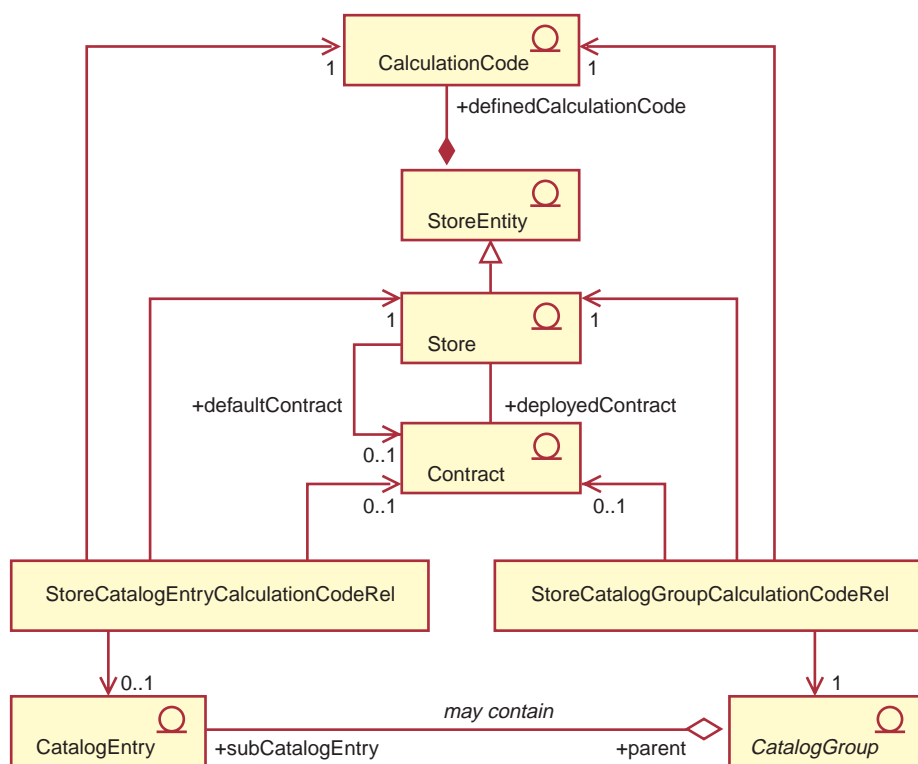 1
CalculationCode
1
+definedCalculationCode
StoreEntity
1
Store
1
+defaultContract
+deployedContract
0..1
Contract
0..1
0..1
StoreCatalogEntryCalculationCodeRel
StoreCatalogGroupCalculationCodeRel
0..1
1
may contain
CatalogEntry
+subCatalogEntry
+parent
CatalogGroup